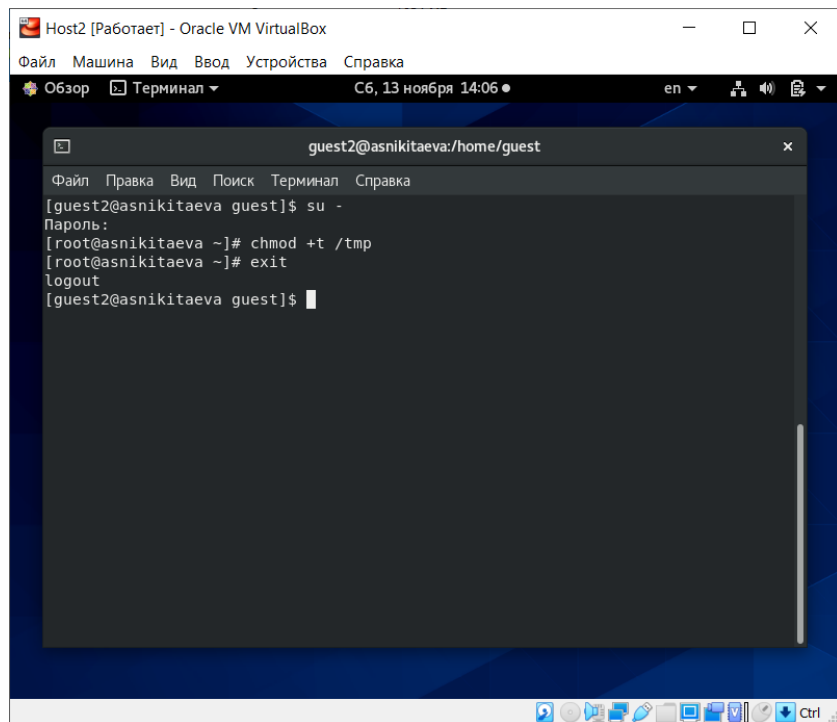 Host2 [Работает] - Oracle VM VirtualBox
Файл Машина Вид Ввод Устройства Справка
Обзор Терминал Сб, 13 ноября 14:06 en
guest2@asnikitaeva:/home/guest
Файл Правка Вид Поиск Терминал Справка
[guest2@asnikitaeva guest]$ su -
Пароль:
[root@asnikitaeva ~]# chmod +t /tmp
[root@asnikitaeva ~]# exit
logout
[guest2@asnikitaeva guest]$
Ctrl